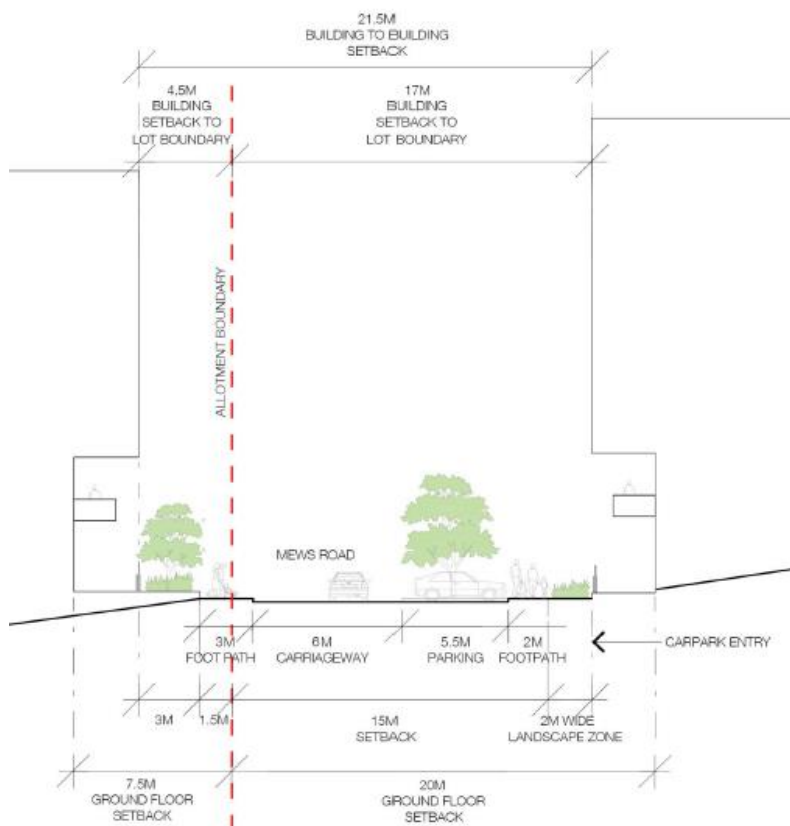 21.5M
BUILDING TO BUILDING
SETBACK
4.5M
BUILDING
SETBACK TO
LOT BOUNDARY
17M
BUILDING
SETBACK TO
LOT BOUNDARY
ALLOTMENT BOUNDARY
MEWS ROAD
3M
FOOT PATH
6M
CARRIAGEWAY
5.5M
PARKING
2M
FOOTPATH
CARPARK ENTRY
3M
1.5M
15M
SETBACK
2M WIDE
LANDSCAPE ZONE
7.5M
GROUND FLOOR
SETBACK
20M
GROUND FLOOR
SETBACK